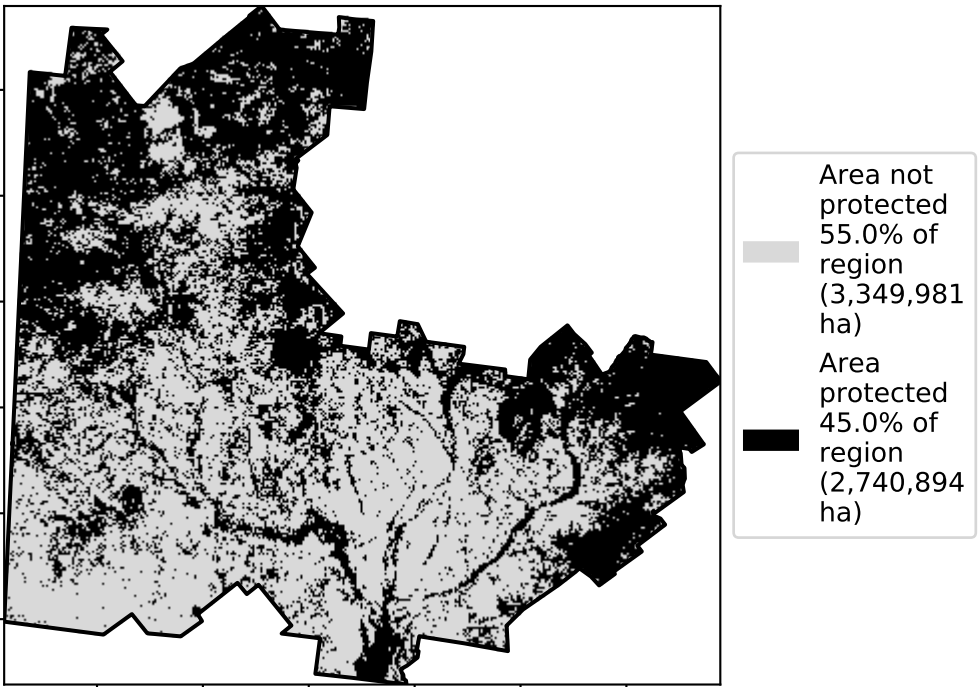 Area not
protected
55.0% of
region
(3,349,981
ha)
Area
protected
45.0% of
region
(2,740,894
ha)